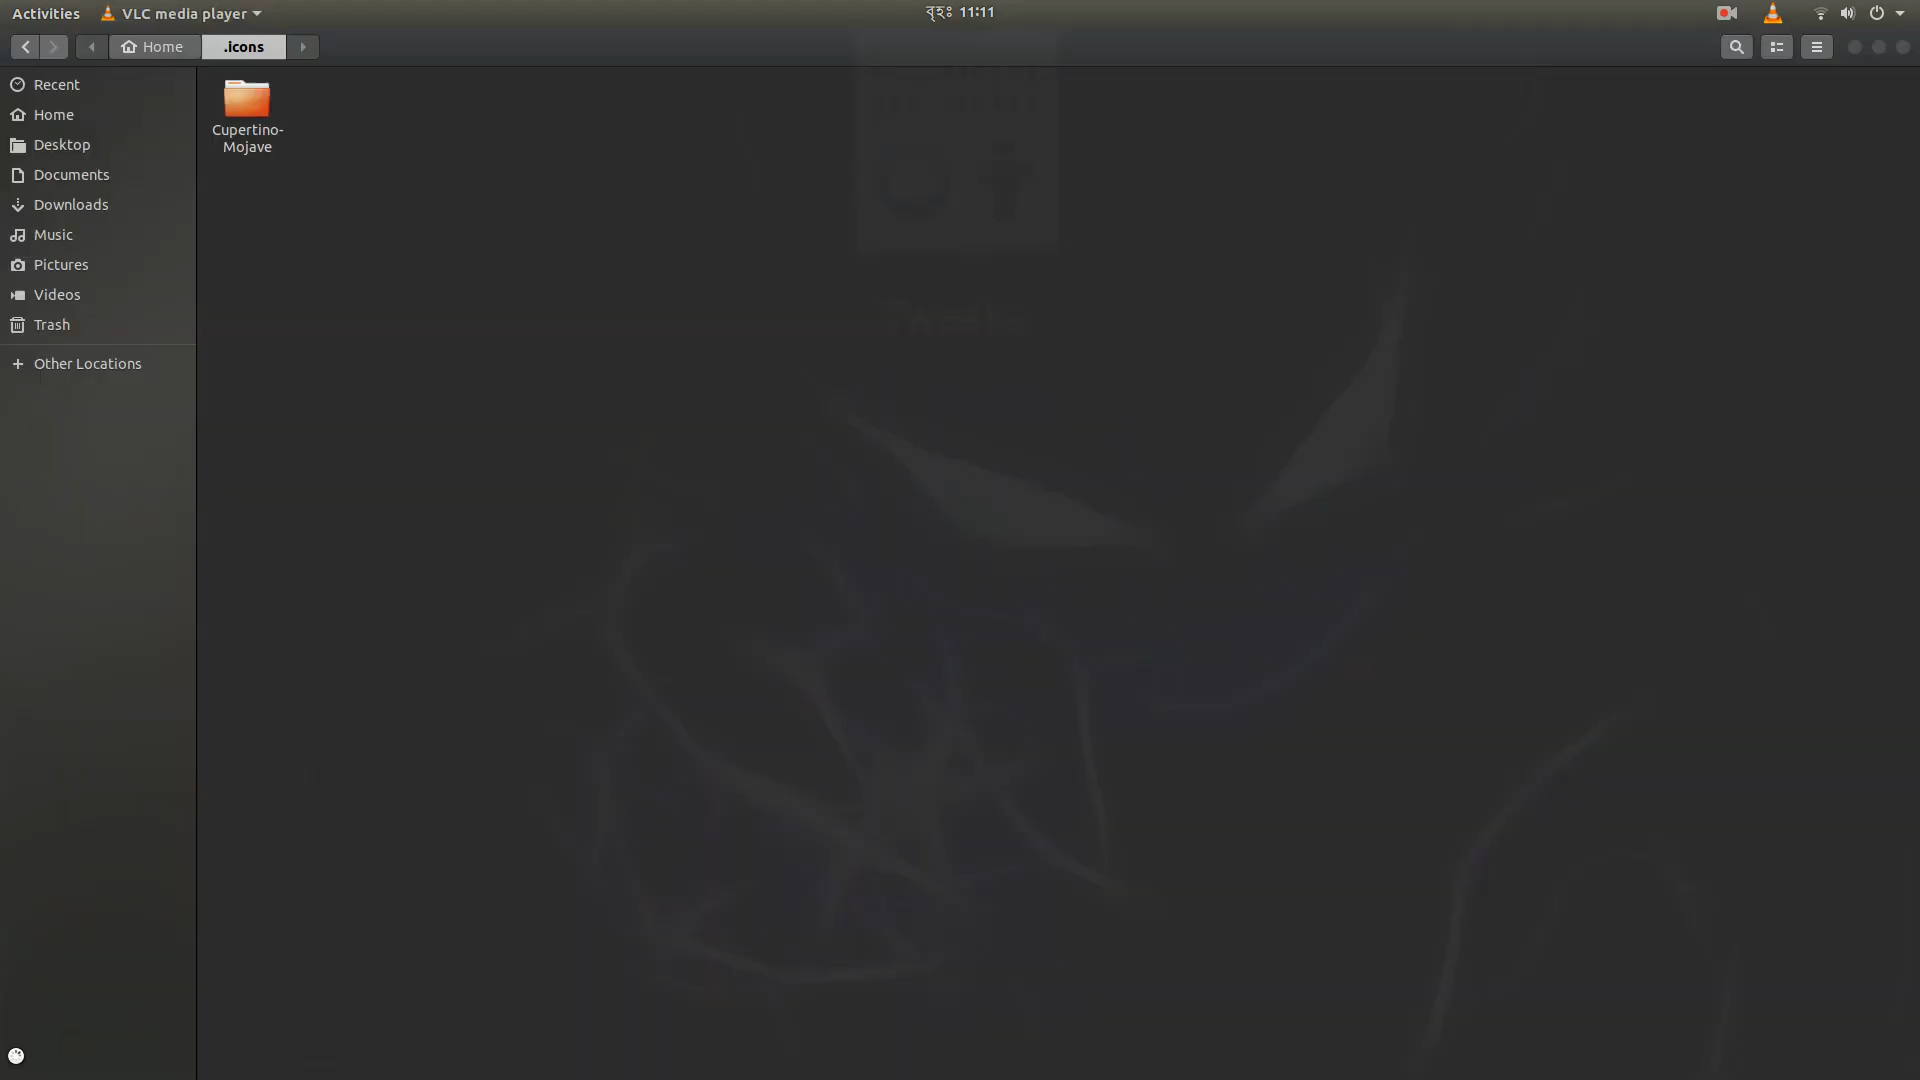 Activities VLC media player বৃহঃ 11:11
Home .icons
Recent
Home
Desktop
Documents
Downloads
Music
Pictures
Videos
Trash
Other Locations
Cupertino-
Mojave